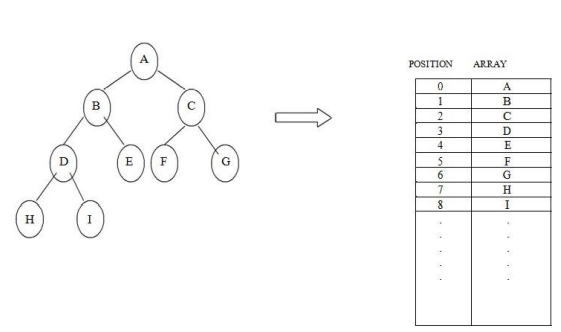 A
B C
D E F G
H I
POSITION ARRAY
0 A
1 B
2 C
3 D
4 E
5 F
6 G
7 H
8 I
. .
. .
. .
. .
. .